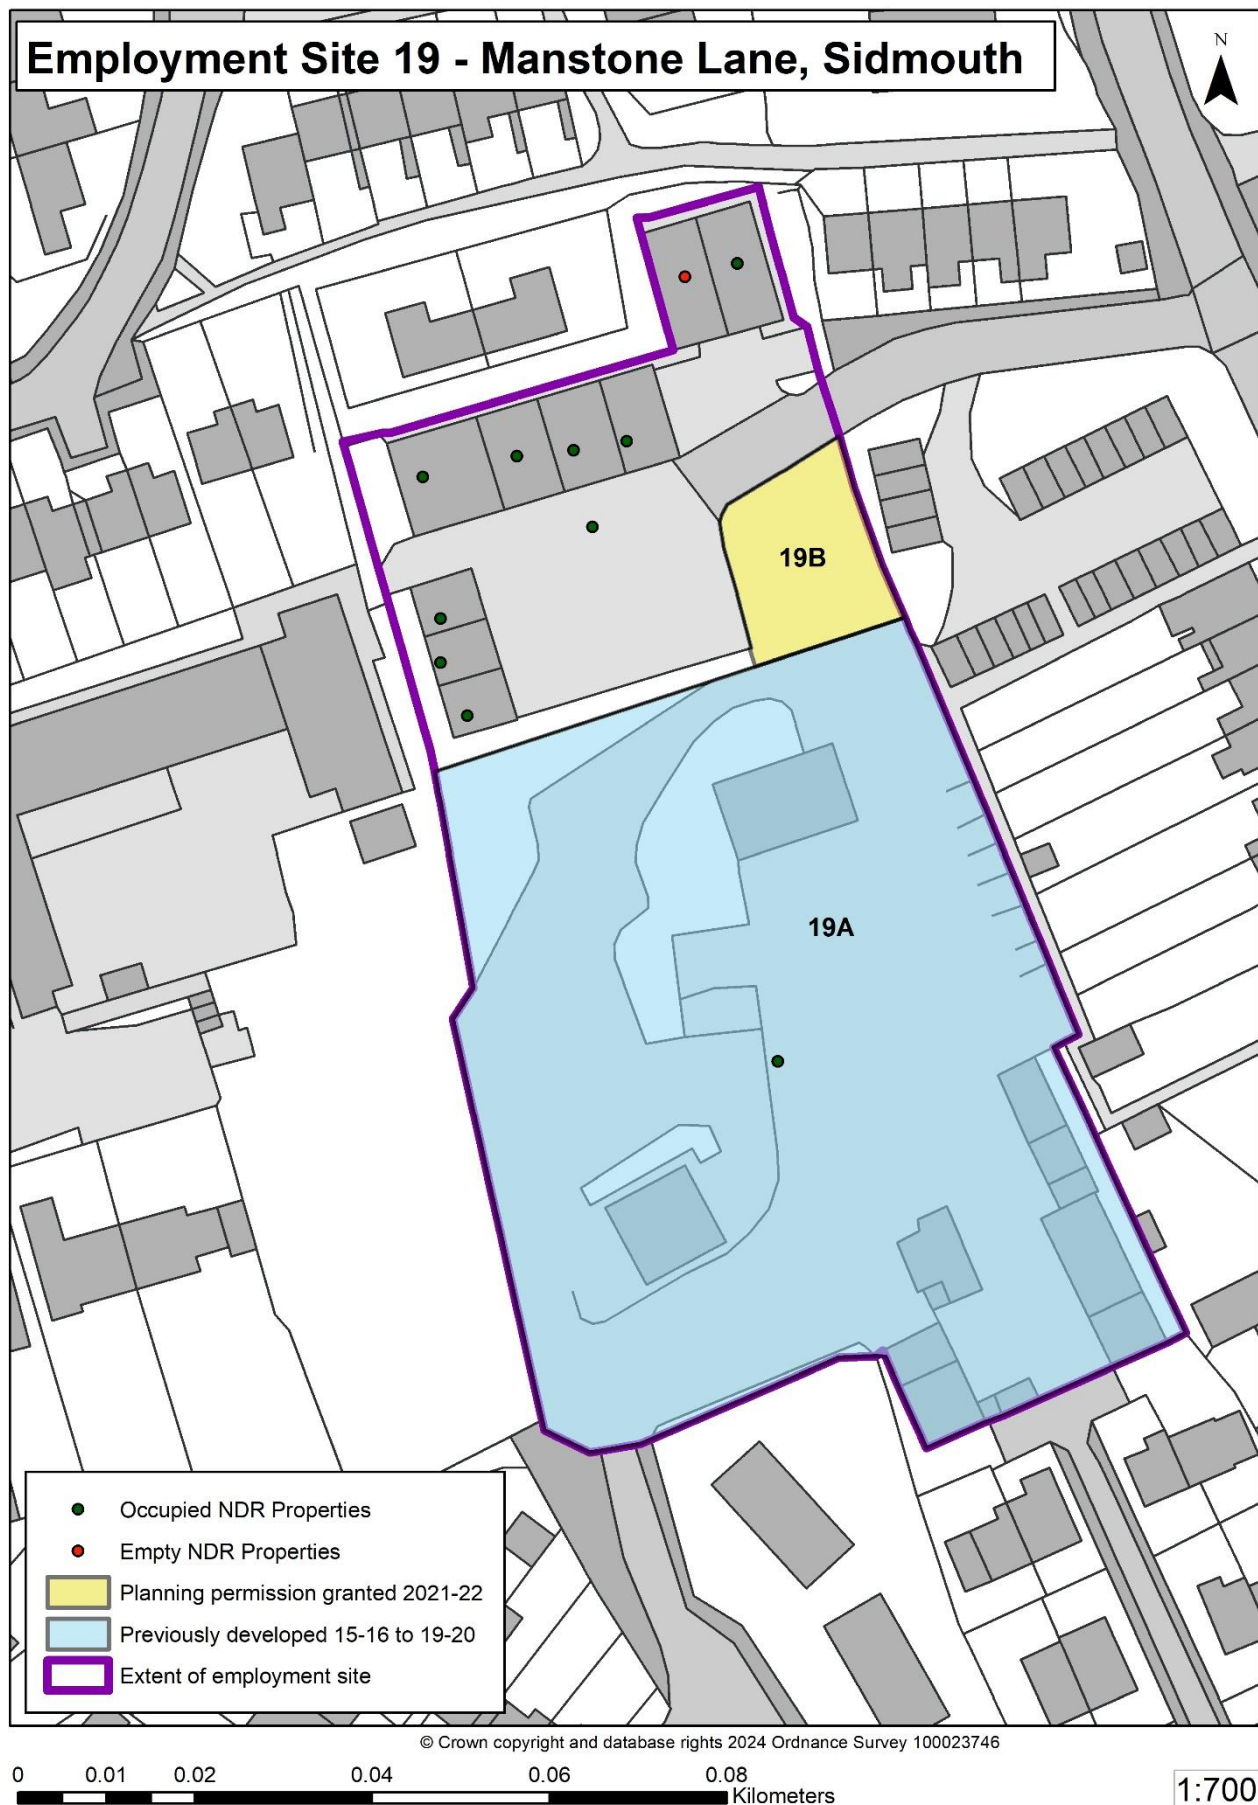 Employment Site 19 - Manstone Lane, Sidmouth
N
19B
19A
Occupied NDR Properties
Empty NDR Properties
Planning permission granted 2021-22
Previously developed 15-16 to 19-20
Extent of employment site
© Crown copyright and database rights 2024 Ordnance Survey 100023746
0 0.01 0.02 0.04 0.06 0.08
Kilometers
1:700